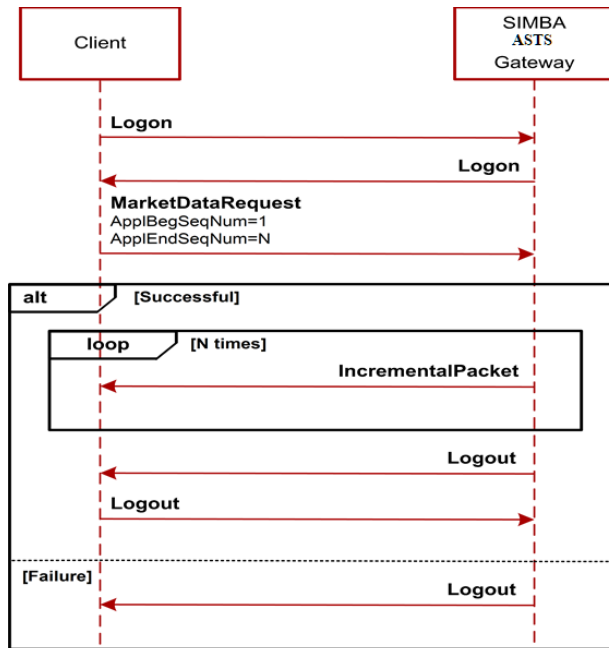 Client
SIMBA
ASTS
Gateway
Logon
Logon
MarketDataRequest
ApplBegSeqNum=1
ApplEndSeqNum=N
alt
[Successful]
loop
[N times]
IncrementalPacket
Logout
Logout
[Failure]
Logout